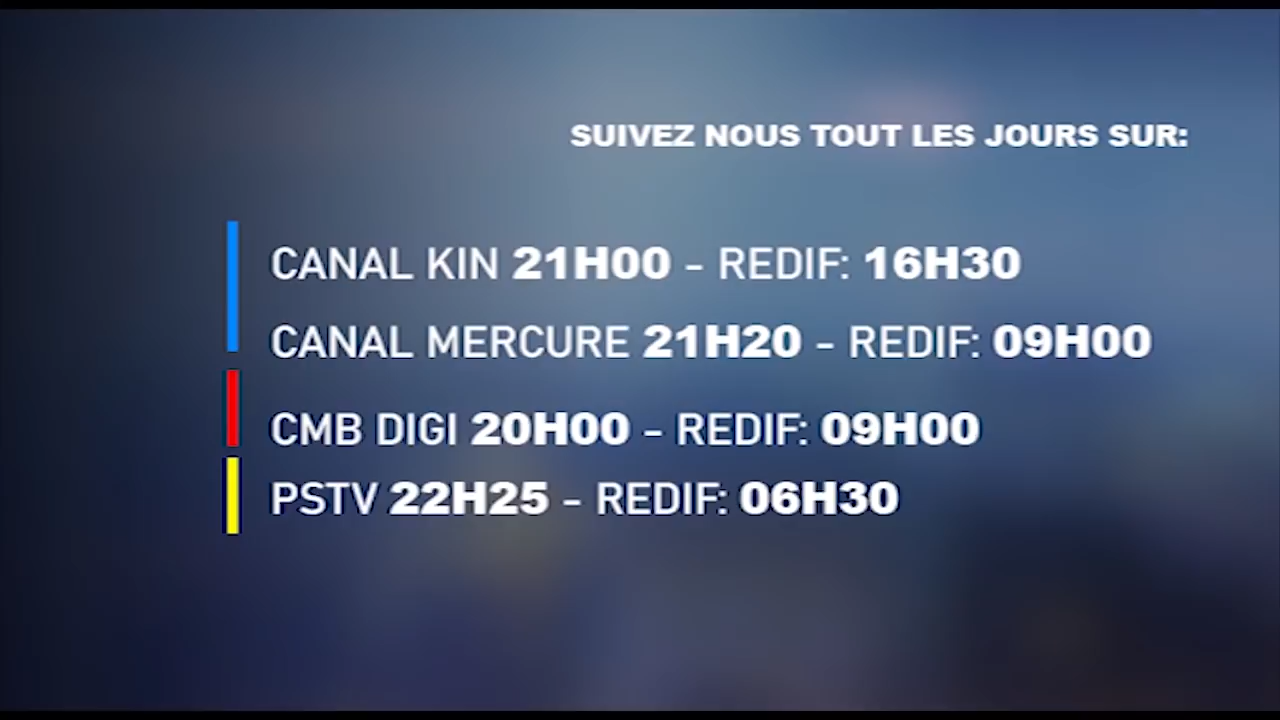 SUIVEZ NOUS TOUT LES JOURS SUR:
CANAL KIN 21H00 - REDIF: 16H30
CANAL MERCURE 21H20 - REDIF: 09H00
CMB DIGI 20H00 - REDIF: 09H00
PSTV 22H25 - REDIF: 06H30